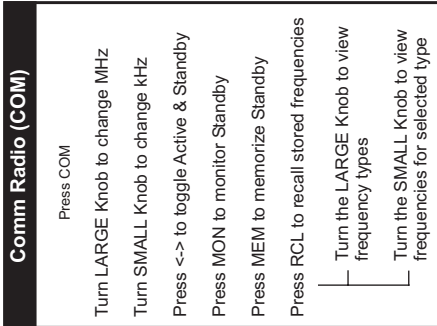 Comm Radio (COM)
Press COM
Turn LARGE Knob to change MHz
Turn SMALL Knob to change kHz
Press <-> to toggle Active & Standby
Press MON to monitor Standby
Press MEM to memorize Standby
Press RCL to recall stored frequencies
Turn the LARGE Knob to view
frequency types
Turn the SMALL Knob to view
frequencies for selected type